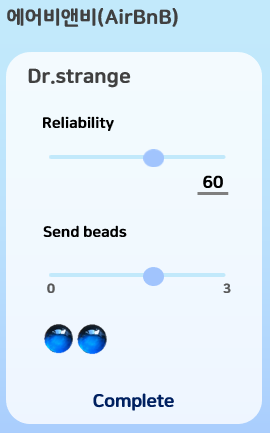 에어비앤비(AirBnB)
Dr.strange
Reliability
60
Send beads
0 3
Complete